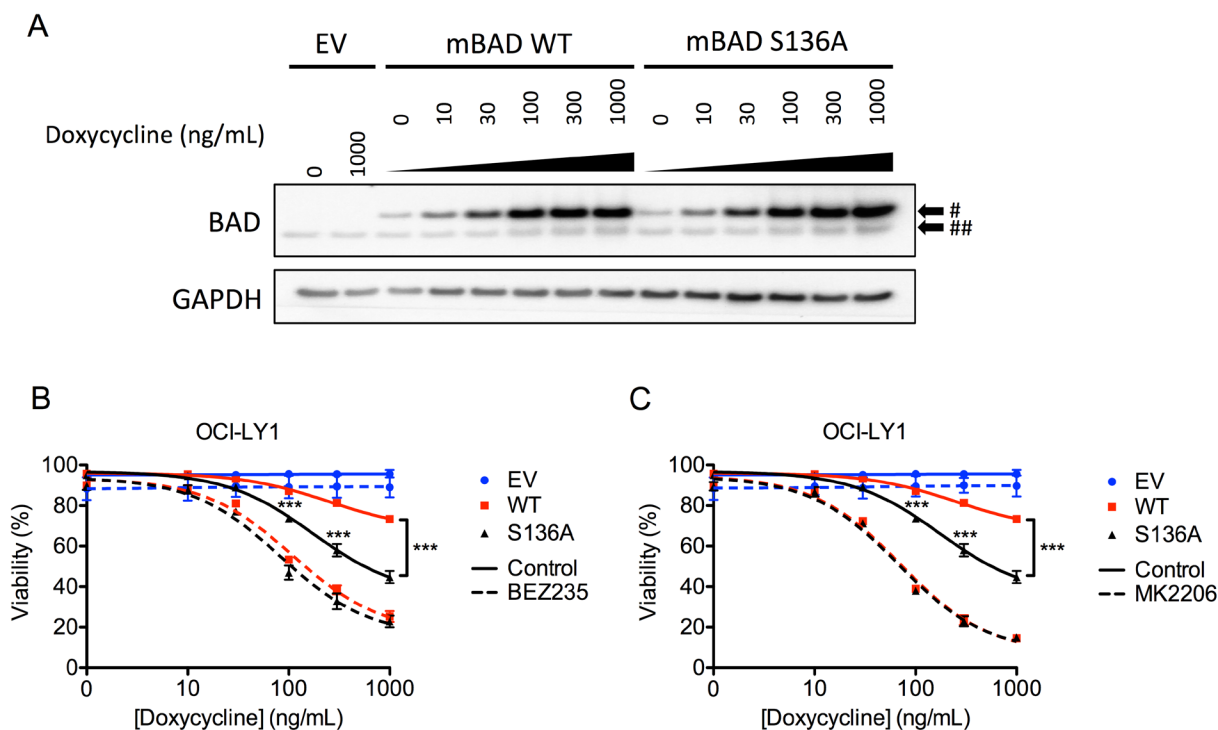 A
EV mBAD WT mBAD S136A
Doxycycline (ng/mL)
0 1000 0 10 30 100 300 1000 0 10 30 100 300 1000
BAD
#
##
GAPDH
B
OCI-LY1
Viability (%)
100
80
60
40
20
0
*** *** ***
0 10 100 1000
[Doxycycline] (ng/mL)
EV
WT
S136A
Control
BEZ235
C
OCI-LY1
Viability (%)
100
80
60
40
20
0
*** *** ***
0 10 100 1000
[Doxycycline] (ng/mL)
EV
WT
S136A
Control
MK2206